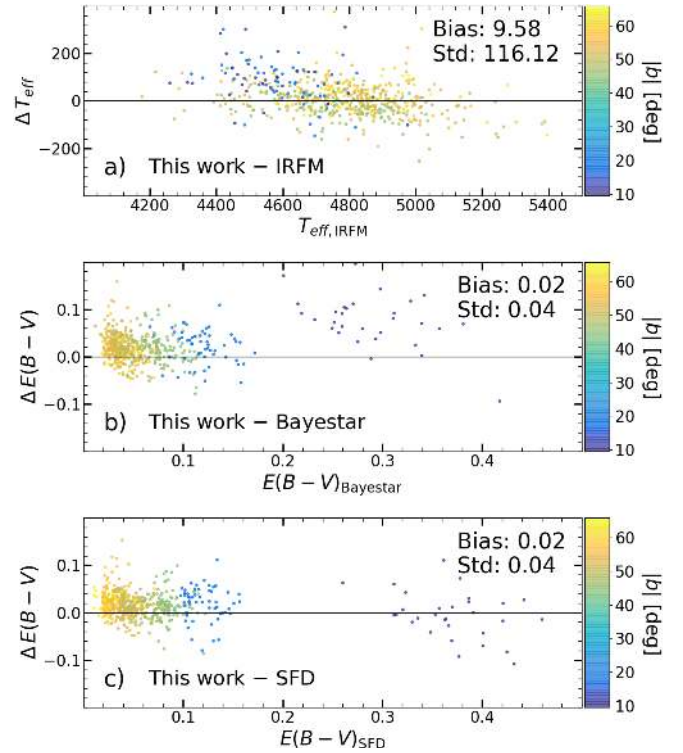 200
0
−200
Δ T_eff
Bias: 9.58
Std: 116.12
a) This work − IRFM
4200 4400 4600 4800 5000 5200 5400
T_eff, IRFM
60
50
40
30
20
10
|b| [deg]
0.1
0.0
−0.1
Δ E(B − V)
Bias: 0.02
Std: 0.04
b) This work − Bayestar
0.1 0.2 0.3 0.4
E(B − V)_Bayestar
60
50
40
30
20
10
|b| [deg]
0.1
0.0
−0.1
Δ E(B − V)
Bias: 0.02
Std: 0.04
c) This work − SFD
0.1 0.2 0.3 0.4
E(B − V)_SFD
60
50
40
30
20
10
|b| [deg]